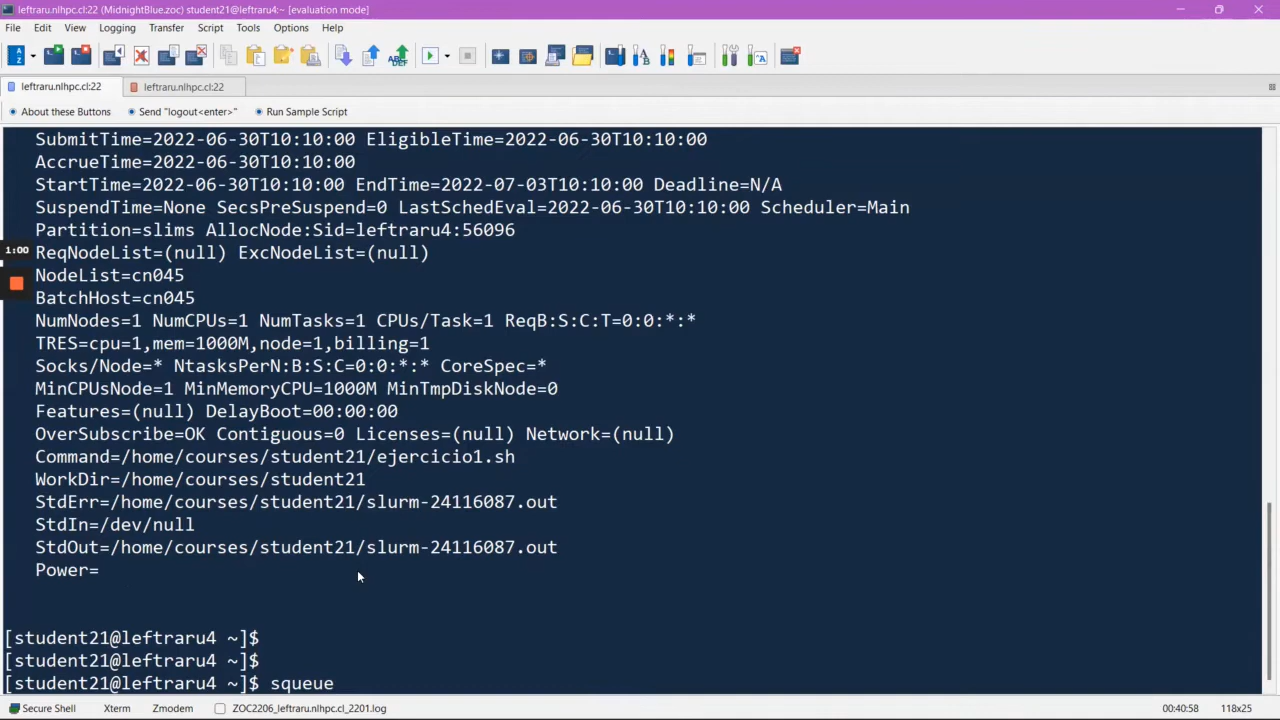 leftraru.nlhpc.cl:22 (MidnightBlue.zoc) student21@leftraru4:~ [evaluation mode]
File Edit View Logging Transfer Script Tools Options Help
leftraru.nlhpc.cl:22 leftraru.nlhpc.cl:22
About these Buttons Send "logout<enter>" Run Sample Script
SubmitTime=2022-06-30T10:10:00 EligibleTime=2022-06-30T10:10:00
AccrueTime=2022-06-30T10:10:00
StartTime=2022-06-30T10:10:00 EndTime=2022-07-03T10:10:00 Deadline=N/A
SuspendTime=None SecsPreSuspend=0 LastSchedEval=2022-06-30T10:10:00 Scheduler=Main
Partition=slims AllocNode:Sid=leftraru4:56096
1:00
ReqNodeList=(null) ExcNodeList=(null)
NodeList=cn045
BatchHost=cn045
NumNodes=1 NumCPUs=1 NumTasks=1 CPUs/Task=1 ReqB:S:C:T=0:0:*:*
TRES=cpu=1,mem=1000M,node=1,billing=1
Socks/Node=* NtasksPerN:B:S:C=0:0:*:* CoreSpec=*
MinCPUsNode=1 MinMemoryCPU=1000M MinTmpDiskNode=0
Features=(null) DelayBoot=00:00:00
OverSubscribe=OK Contiguous=0 Licenses=(null) Network=(null)
Command=/home/courses/student21/ejercicio1.sh
WorkDir=/home/courses/student21
StdErr=/home/courses/student21/slurm-24116087.out
StdIn=/dev/null
StdOut=/home/courses/student21/slurm-24116087.out
Power=
[student21@leftraru4 ~]$
[student21@leftraru4 ~]$
[student21@leftraru4 ~]$ squeue
Secure Shell Xterm Zmodem ZOC2206_leftraru.nlhpc.cl_2201.log 00:40:58 118x25